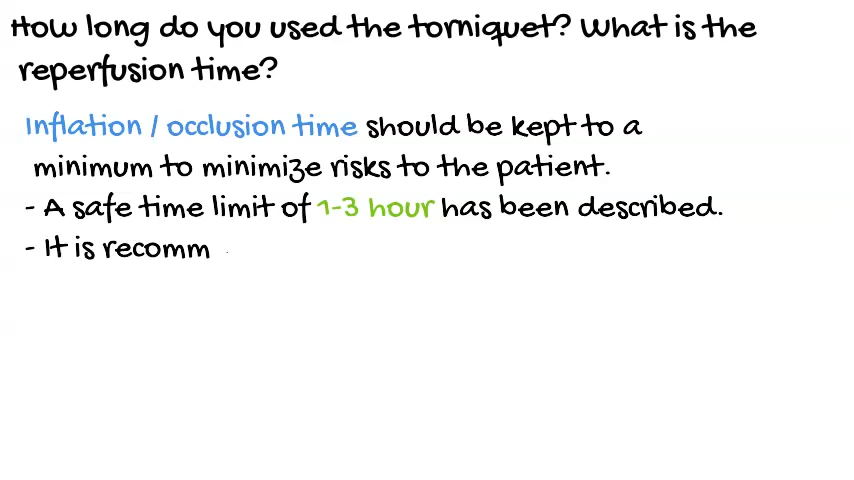 How long do you used the torniquet? What is the
reperfusion time?
Inflation / occlusion time should be kept to a
minimum to minimize risks to the patient.
- A safe time limit of 1-3 hour has been described.
- It is recomm